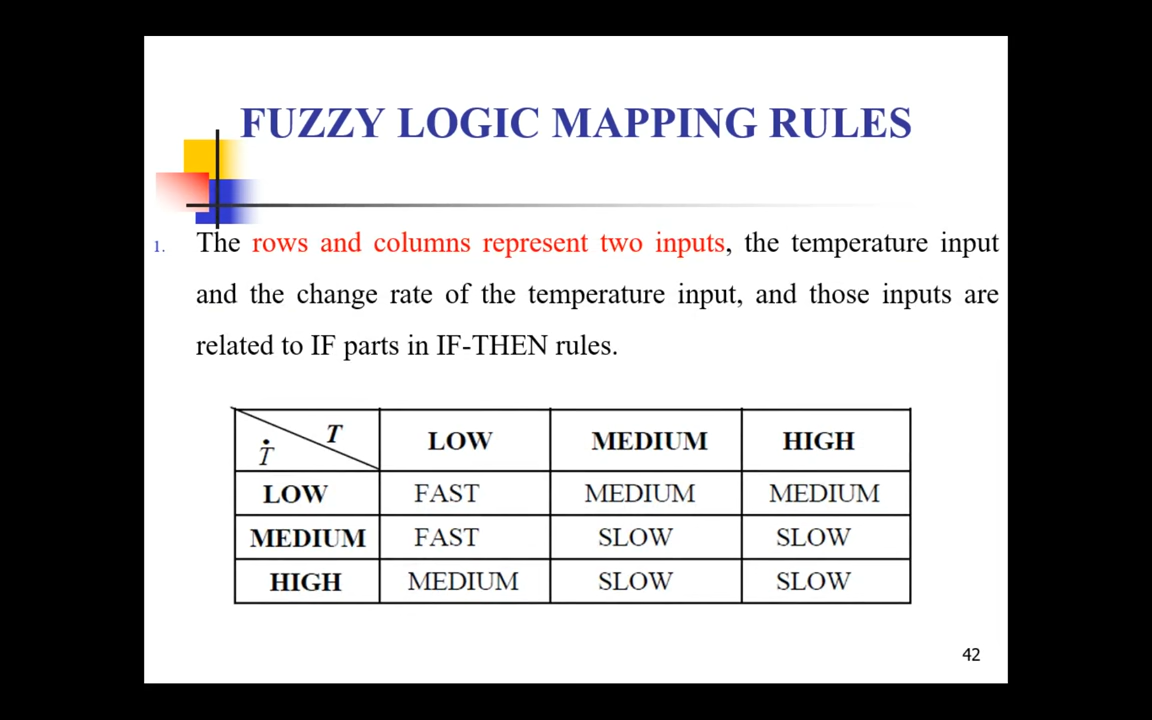 FUZZY LOGIC MAPPING RULES
1. The rows and columns represent two inputs, the temperature input
and the change rate of the temperature input, and those inputs are
related to IF parts in IF-THEN rules.
T
Ṫ LOW MEDIUM HIGH
LOW FAST MEDIUM MEDIUM
MEDIUM FAST SLOW SLOW
HIGH MEDIUM SLOW SLOW
42